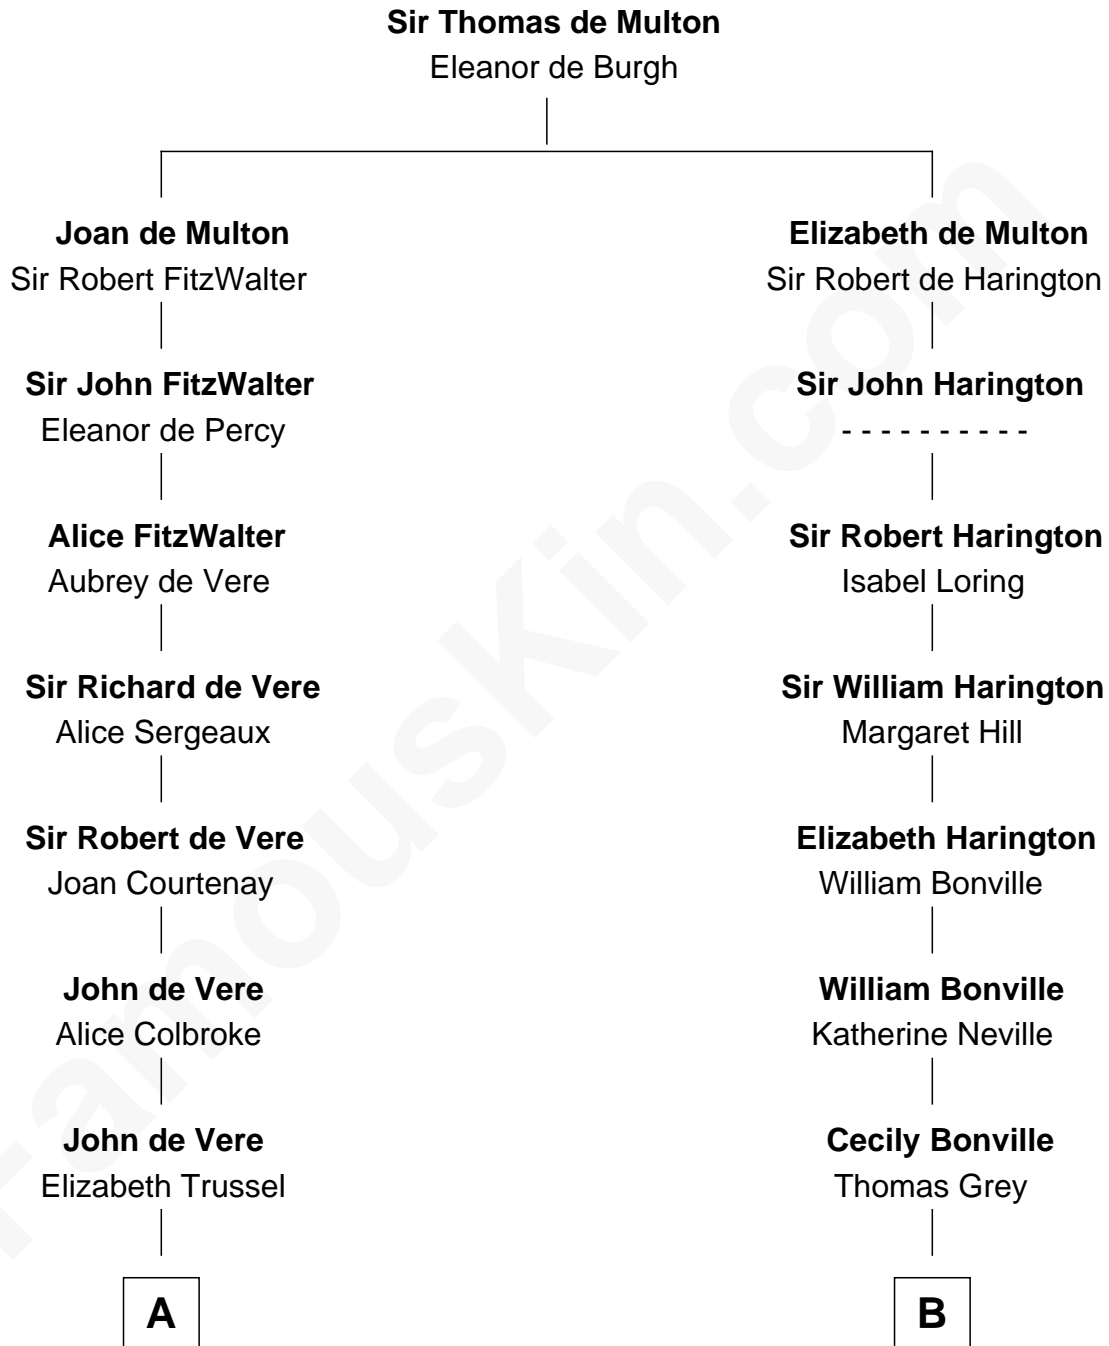 Sir Thomas de Multon
Eleanor de Burgh
Joan de Multon
Sir Robert FitzWalter
Elizabeth de Multon
Sir Robert de Harington
Sir John FitzWalter
Eleanor de Percy
Sir John Harington
- - - - - - - - - -
Alice FitzWalter
Aubrey de Vere
Sir Robert Harington
Isabel Loring
Sir Richard de Vere
Alice Sergeaux
Sir William Harington
Margaret Hill
Sir Robert de Vere
Joan Courtenay
Elizabeth Harington
William Bonville
John de Vere
Alice Colbroke
William Bonville
Katherine Neville
John de Vere
Elizabeth Trussel
Cecily Bonville
Thomas Grey
A
B
FamousKin.com